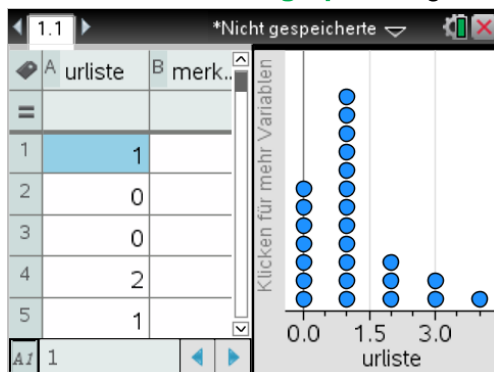 1.1 *Nicht gespeicherte
A urliste B merk..
=
1 1
2 0
3 0
4 2
5 1
A1 1
Klicken für mehr Variablen
0.0 1.5 3.0
urliste